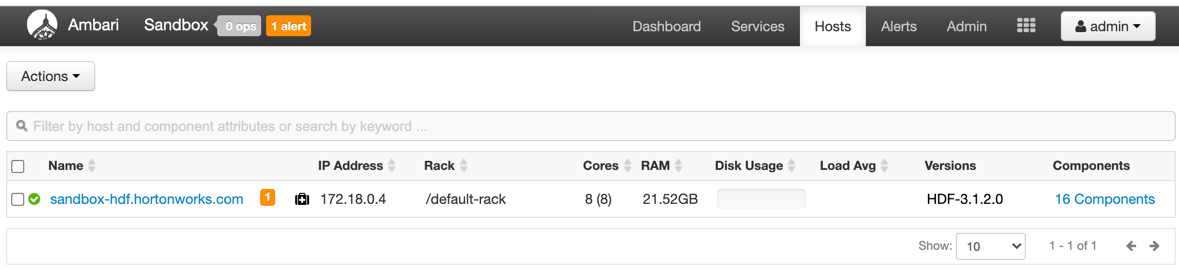 Ambari Sandbox 0 ops 1 alert Dashboard Services Hosts Alerts Admin admin
Actions
Filter by host and component attributes or search by keyword ...
Name IP Address Rack Cores RAM Disk Usage Load Avg Versions Components
sandbox-hdf.hortonworks.com 1 172.18.0.4 /default-rack 8 (8) 21.52GB HDF-3.1.2.0 16 Components
Show: 10 1 - 1 of 1